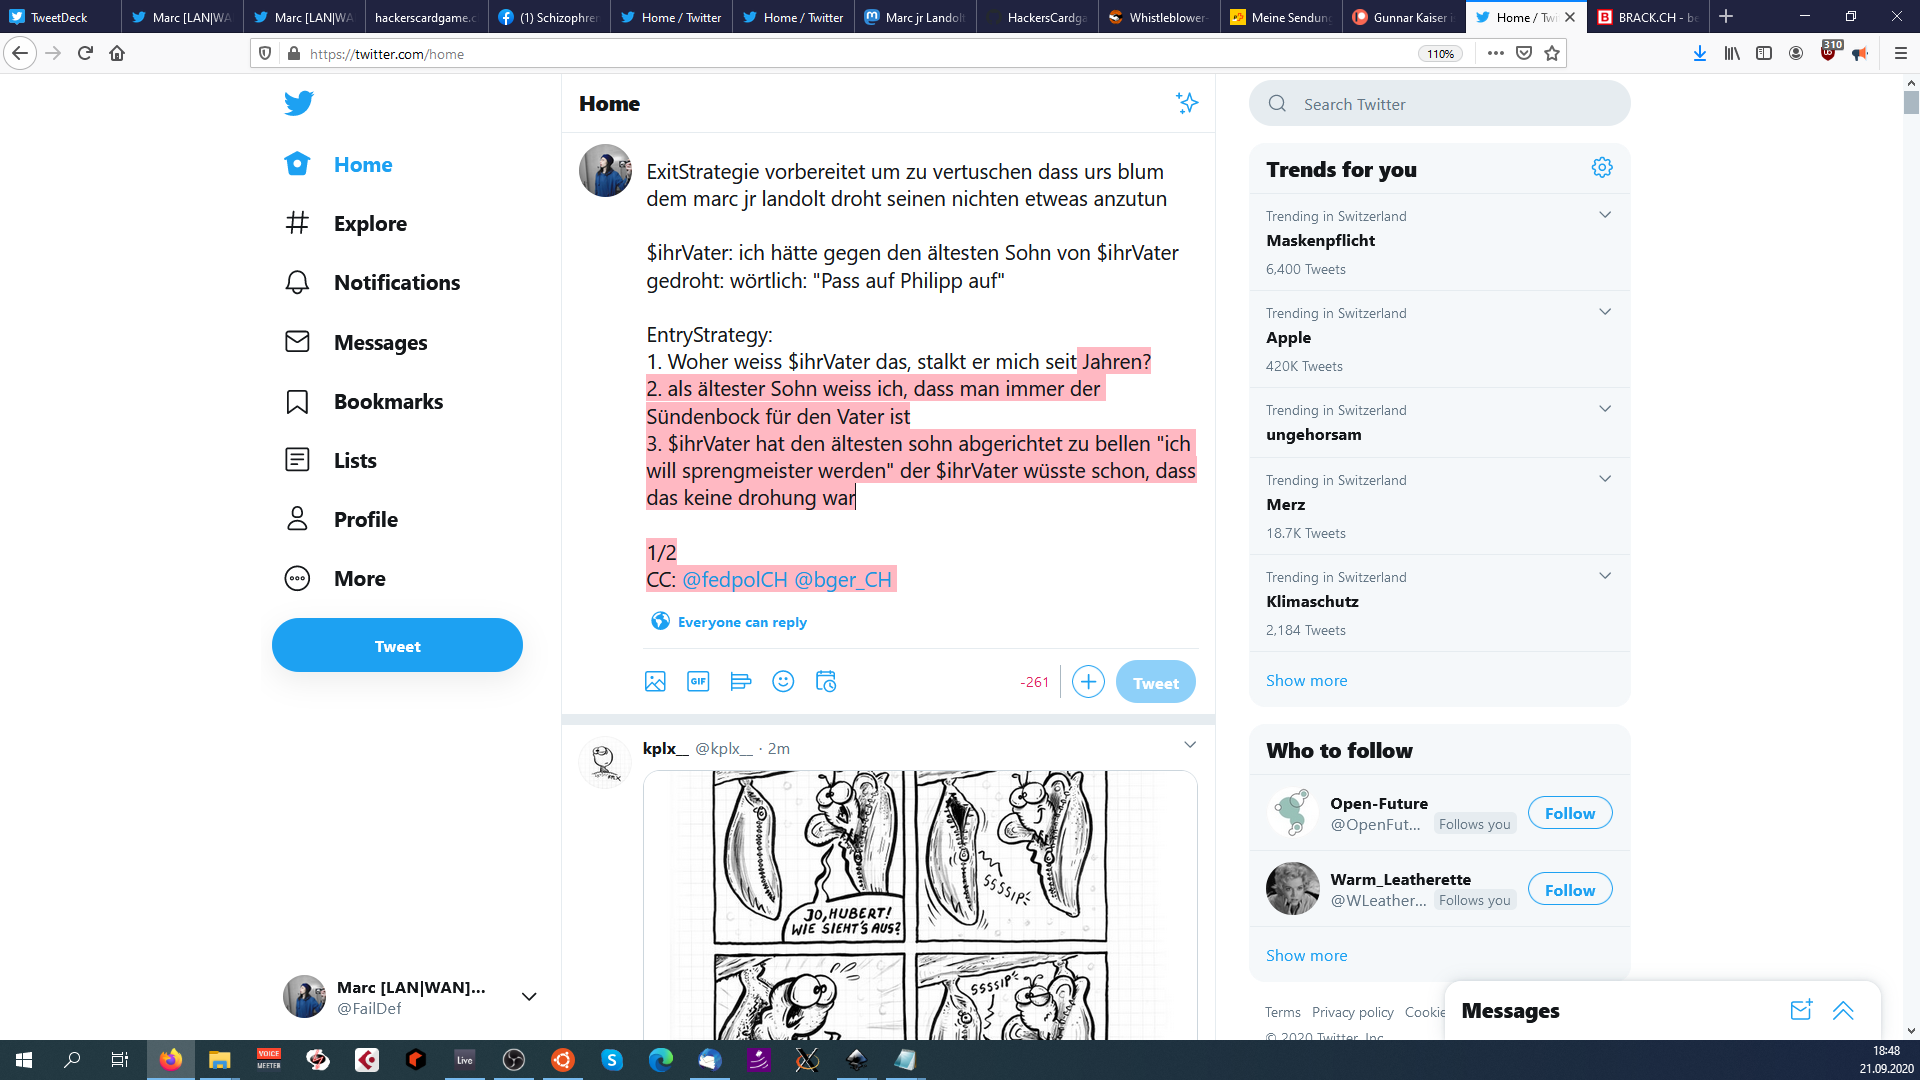 TweetDeck
Marc [LAN|WA
Marc [LAN|WA
hackerscardgame.c
(1) Schizophren
Home / Twitter
Home / Twitter
Marc jr Landolt
HackersCardga
Whistleblower-
Meine Sendung
Gunnar Kaiser i
Home / Twi
BRACK.CH - be
https://twitter.com/home
110%
310
Home
Explore
Notifications
Messages
Bookmarks
Lists
Profile
More
Tweet
Marc [LAN|WAN]...
@FailDef
Home
ExitStrategie vorbereitet um zu vertuschen dass urs blum
dem marc jr landolt droht seinen nichten etweas anzutun
$ihrVater: ich hätte gegen den ältesten Sohn von $ihrVater
gedroht: wörtlich: "Pass auf Philipp auf"
EntryStrategy:
1. Woher weiss $ihrVater das, stalkt er mich seit Jahren?
2. als ältester Sohn weiss ich, dass man immer der
Sündenbock für den Vater ist
3. $ihrVater hat den ältesten sohn abgerichtet zu bellen "ich
will sprengmeister werden" der $ihrVater wüsste schon, dass
das keine drohung war
1/2
CC: @fedpolCH @bger_CH
Everyone can reply
GIF
-261
Tweet
kplx__ @kplx__ · 2m
JO, HUBERT!
WIE SIEHT'S AUS?
SSSSIP!
SSSSIP!
Search Twitter
Trends for you
Trending in Switzerland
Maskenpflicht
6,400 Tweets
Trending in Switzerland
Apple
420K Tweets
Trending in Switzerland
ungehorsam
Trending in Switzerland
Merz
18.7K Tweets
Trending in Switzerland
Klimaschutz
2,184 Tweets
Show more
Who to follow
Open-Future
@OpenFut... Follows you
Follow
Warm_Leatherette
@WLeather... Follows you
Follow
Show more
Terms Privacy policy Cookie
© 2020 Twitter, Inc.
Messages
VOICE
MEETER
Live
18:48
21.09.2020